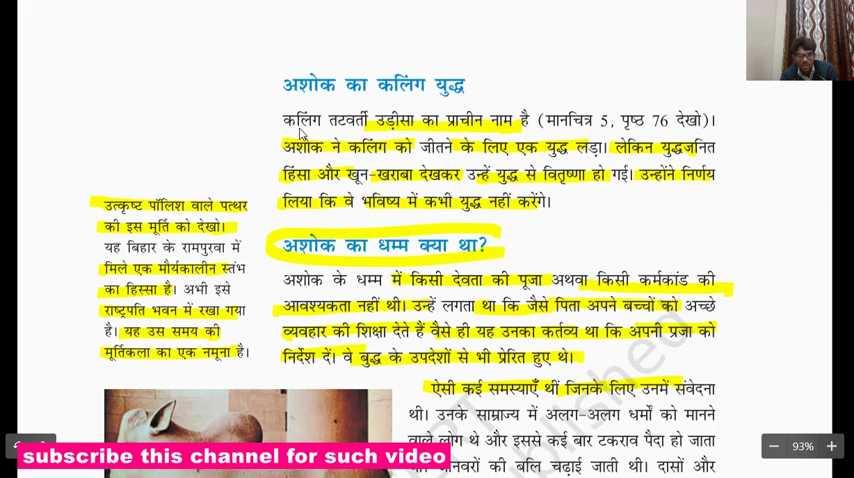 अशोक का कलिंग युद्ध
कलिंग तटवर्ती उड़ीसा का प्राचीन नाम है (मानचित्र 5, पृष्ठ 76 देखो)।
अशोक ने कलिंग को जीतने के लिए एक युद्ध लड़ा। लेकिन युद्धजनित
हिंसा और खून-खराबा देखकर उन्हें युद्ध से वितृष्णा हो गई। उन्होंने निर्णय
लिया कि वे भविष्य में कभी युद्ध नहीं करेंगे।
उत्कृष्ट पॉलिश वाले पत्थर
की इस मूर्ति को देखो।
यह बिहार के रामपुरवा में
मिले एक मौर्यकालीन स्तंभ
का हिस्सा है। अभी इसे
राष्ट्रपति भवन में रखा गया
है। यह उस समय की
मूर्तिकला का एक नमूना है।
अशोक का धम्म क्या था?
अशोक के धम्म में किसी देवता की पूजा अथवा किसी कर्मकांड की
आवश्यकता नहीं थी। उन्हें लगता था कि जैसे पिता अपने बच्चों को अच्छे
व्यवहार की शिक्षा देते हैं वैसे ही यह उनका कर्तव्य था कि अपनी प्रजा को
निर्देश दें। वे बुद्ध के उपदेशों से भी प्रेरित हुए थे।
ऐसी कई समस्याएँ थीं जिनके लिए उनमें संवेदना
थी। उनके साम्राज्य में अलग-अलग धर्मों को मानने
वाले लोग थे और इससे कई बार टकराव पैदा हो जाता
की बलि चढ़ाई जाती थी। दासों और
subscribe this channel for such video
93%